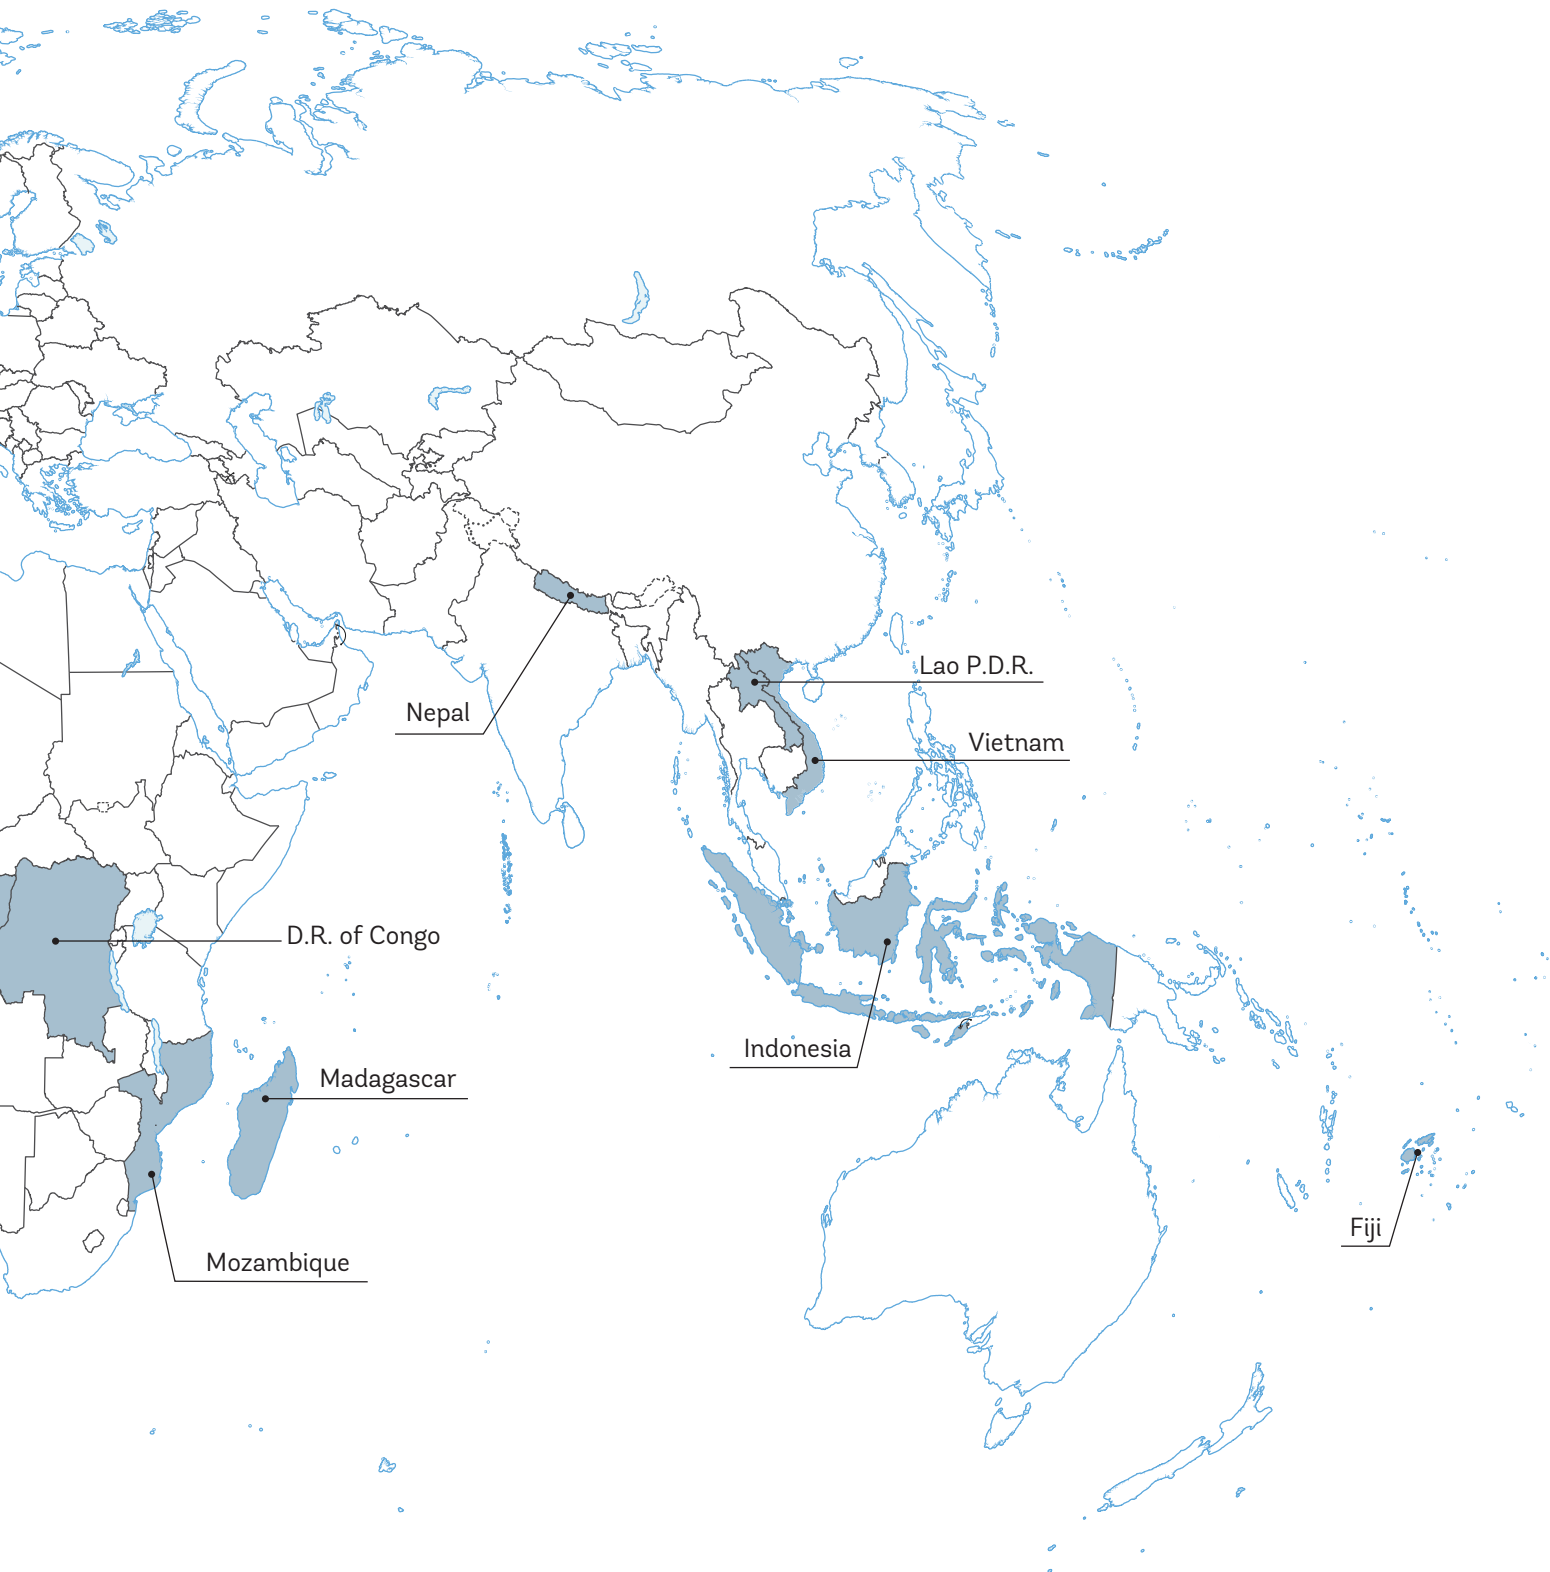 Lao P.D.R.
Nepal
Vietnam
D.R. of Congo
Indonesia
Madagascar
Fiji
Mozambique